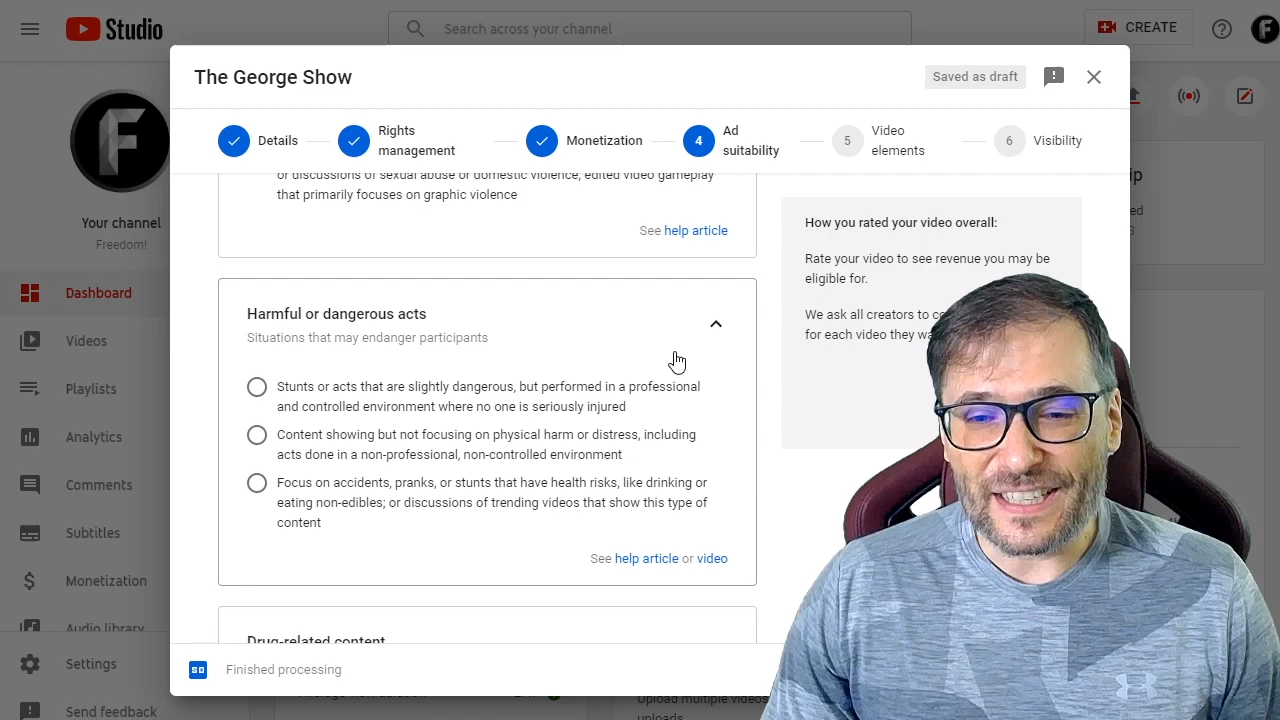 Studio
Search across your channel
CREATE
F
The George Show
Saved as draft
Details
Rights
management
Monetization
4
Ad
suitability
5
Video
elements
6
Visibility
F
Your channel
Freedom!
Dashboard
Videos
Playlists
Analytics
Comments
Subtitles
$
Monetization
Audio library
Settings
Send feedback
or discussions of sexual abuse or domestic violence; edited video gameplay
that primarily focuses on graphic violence
See help article
Harmful or dangerous acts
Situations that may endanger participants
Stunts or acts that are slightly dangerous, but performed in a professional
and controlled environment where no one is seriously injured
Content showing but not focusing on physical harm or distress, including
acts done in a non-professional, non-controlled environment
Focus on accidents, pranks, or stunts that have health risks, like drinking or
eating non-edibles; or discussions of trending videos that show this type of
content
See help article or video
Drug-related content
How you rated your video overall:
Rate your video to see revenue you may be
eligible for.
We ask all creators to
for each video they
SD
Finished processing
Upload multiple videos
uploads